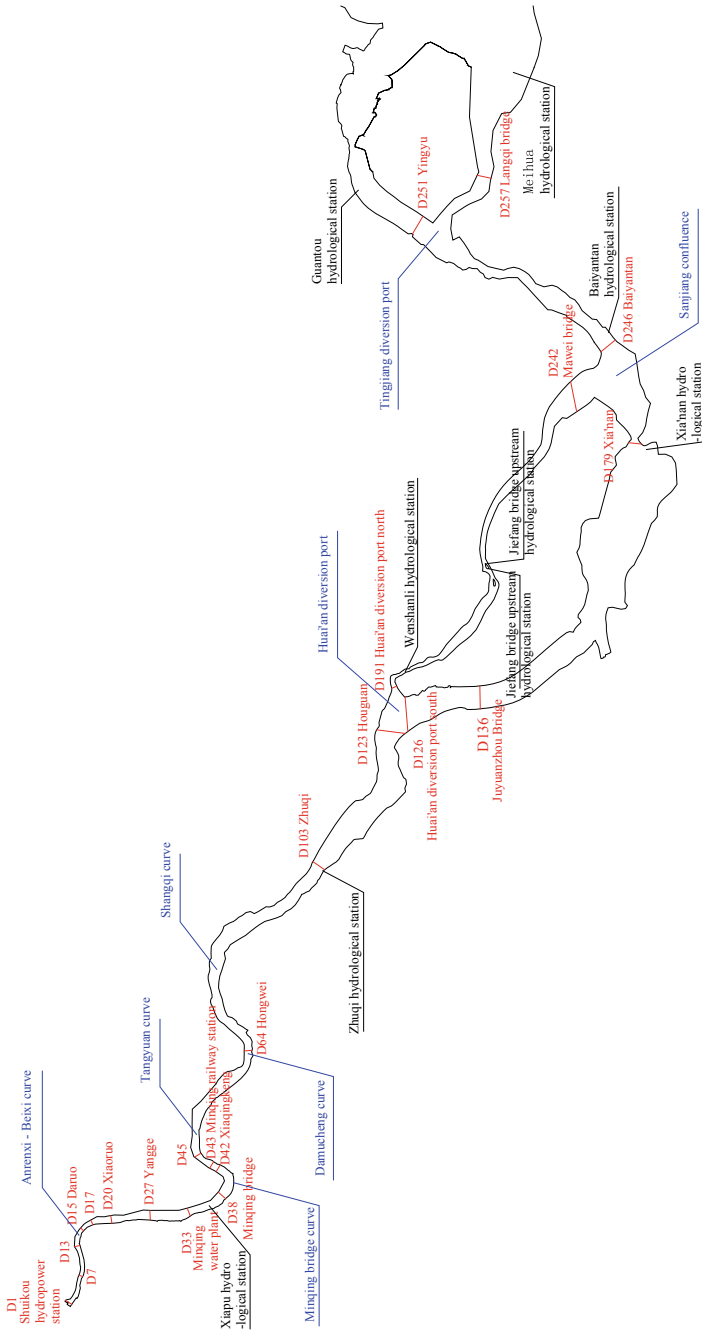 D1
Shuikou
hydropower
station
D7
D13
D15 Daruo
D17
D20 Xiaoruo
D27 Yangge
Anrenxi - Beixi curve
D33
Minqing
water plant
Xiapu hydro
-logical station
D38
Minqing bridge
Minqing bridge curve
D42 Xiaqingkeng
D43 Minqing railway station
D45
Tangyuan curve
D64 Hongwei
Damucheng curve
Shangqi curve
D103 Zhuqi
Zhuqi hydrological station
D123 Houguan
D191 Huai'an diversion port north
Huai'an diversion port
Wenshanli hydrological station
D126
Huai'an diversion port south
D136
Juyuanzhou Bridge
Jiefang bridge upstream
hydrological station
Jiefang bridge upstream
hydrological station
D179 Xia'nan
Xia'nan hydro
-logical station
D242
Mawei bridge
Sanjiang confluence
D246 Baiyantan
Baiyantan
hydrological station
Tingjiang diversion port
Guantou
hydrological station
D251 Yingyu
D257 Langqi bridge
Meihua
hydrological station